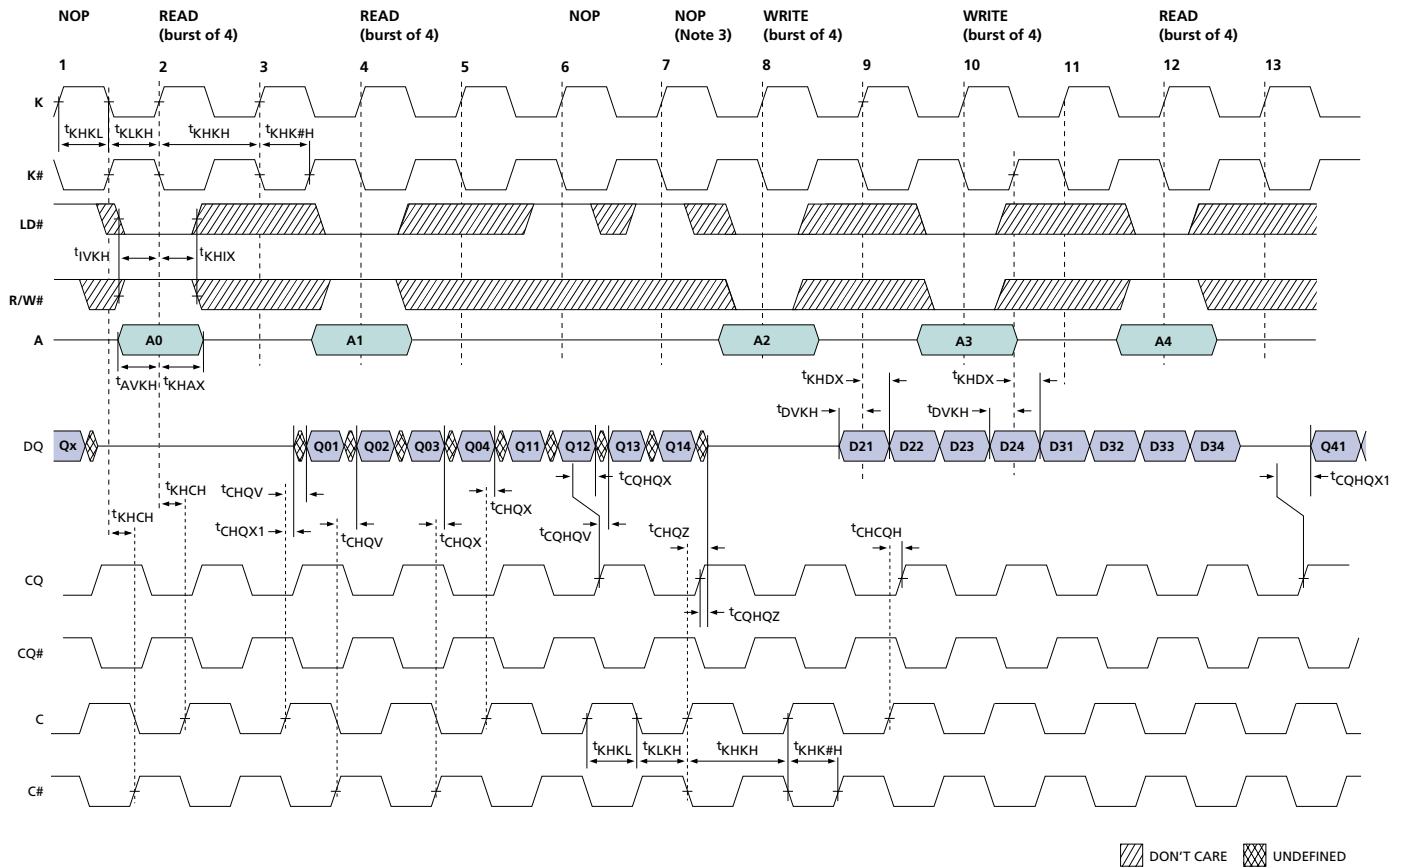 NOP READ READ NOP NOP WRITE WRITE READ
(burst of 4) (burst of 4) (Note 3) (burst of 4) (burst of 4) (burst of 4)
1 2 3 4 5 6 7 8 9 10 11 12 13
K
tKHKL tKLKH tKHKH tKHK#H
K#
LD#
tIVKH tKHIX
R/W#
A A0 A1 A2 A3 A4
tAVKH tKHAX tKHDX tKHDX
tDVKH tDVKH
DQ Qx Q01 Q02 Q03 Q04 Q11 Q12 Q13 Q14 D21 D22 D23 D24 D31 D32 D33 D34 Q41
tCQHQX tCQHQX1
tKHCH tCHQV
tCHQX
tKHCH tCHQX1 tCHQV tCHQX tCQHQV tCHQZ tCHCQH
CQ
tCQHQZ
CQ#
C
tKHKL tKLKH tKHKH tKHK#H
C#
DON'T CARE UNDEFINED